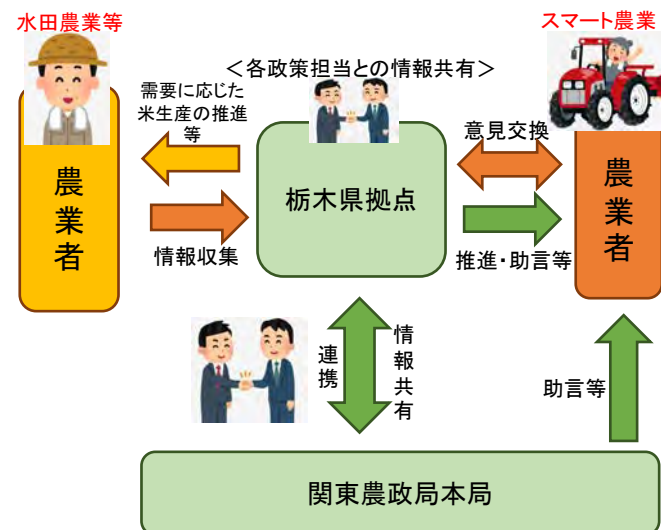 水田農業等
スマート農業
＜各政策担当との情報共有＞
需要に応じた
米生産の推進
等
意見交換
農業者
栃木県拠点
農業者
情報収集
推進・助言等
連携
情報共有
助言等
関東農政局本局